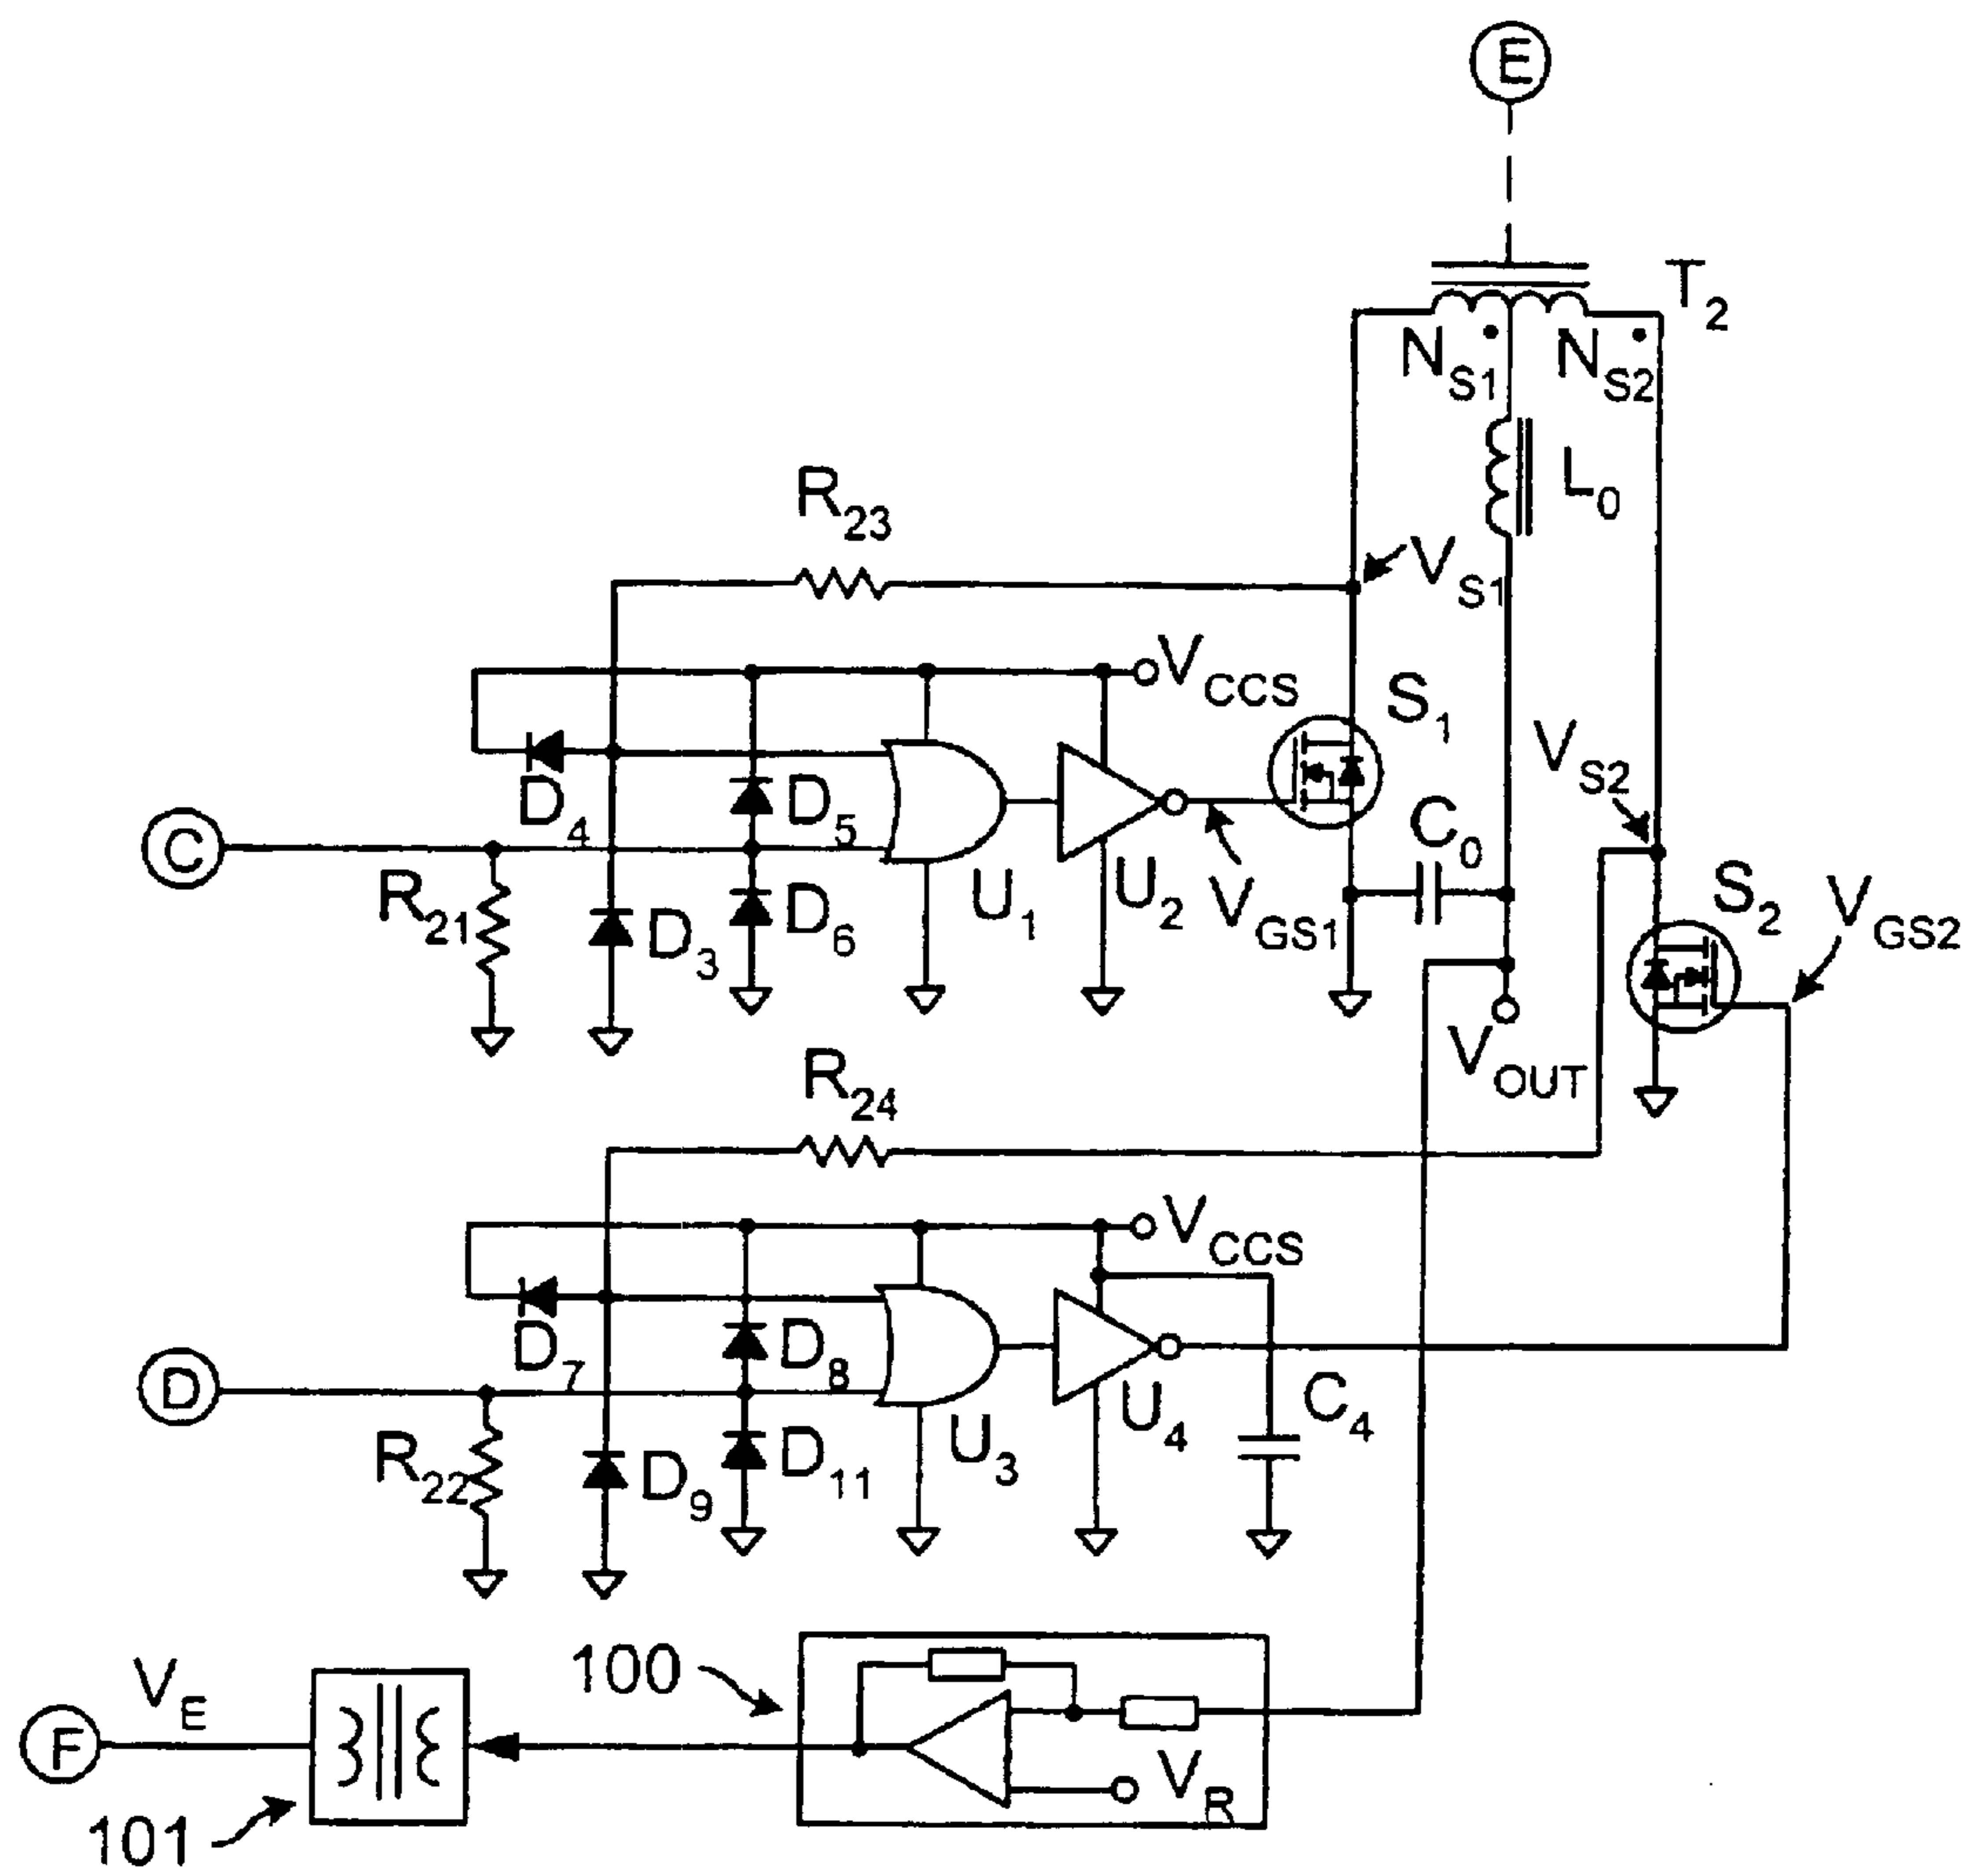 E
T2
NS1
NS2
L0
R23
VS1
VCCS
S1
VS2
D4
D5
C
C0
R21
D3
D6
U1
U2
VGS1
S2
VGS2
VOUT
R24
VCCS
D7
D8
D
C4
R22
D9
D11
U3
U4
100
VE
F
VR
101